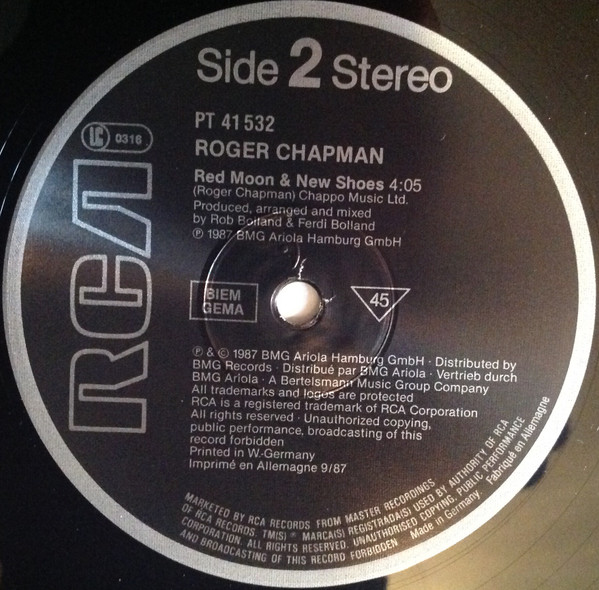 Side 2 Stereo
LC 0316
RCA
PT 41 532
ROGER CHAPMAN
Red Moon & New Shoes 4:05
(Roger Chapman) Chappo Music Ltd.
Produced, arranged and mixed
by Rob Bolland & Ferdi Bolland
℗ 1987 BMG Ariola Hamburg GmbH
BIEM
GEMA
45
℗ & © 1987 BMG Ariola Hamburg GmbH · Distributed by
BMG Records · Distribué par BMG Ariola · Vertrieb durch
BMG Ariola · A Bertelsmann Music Group Company
All trademarks and logos are protected
RCA is a registered trademark of RCA Corporation
All rights reserved · Unauthorized copying,
public performance, broadcasting of this
record forbidden
Printed in W.-Germany
Imprimé en Allemagne 9/87
MARKETED BY RCA RECORDS FROM MASTER RECORDINGS
OF RCA RECORDS. TM(S) ® MARCA(S) REGISTRADA(S) USED BY AUTHORITY OF RCA
CORPORATION. ALL RIGHTS RESERVED. UNAUTHORISED COPYING, PUBLIC PERFORMANCE
AND BROADCASTING OF THIS RECORD FORBIDDEN. Made in Germany. Fabriqué en Allemagne